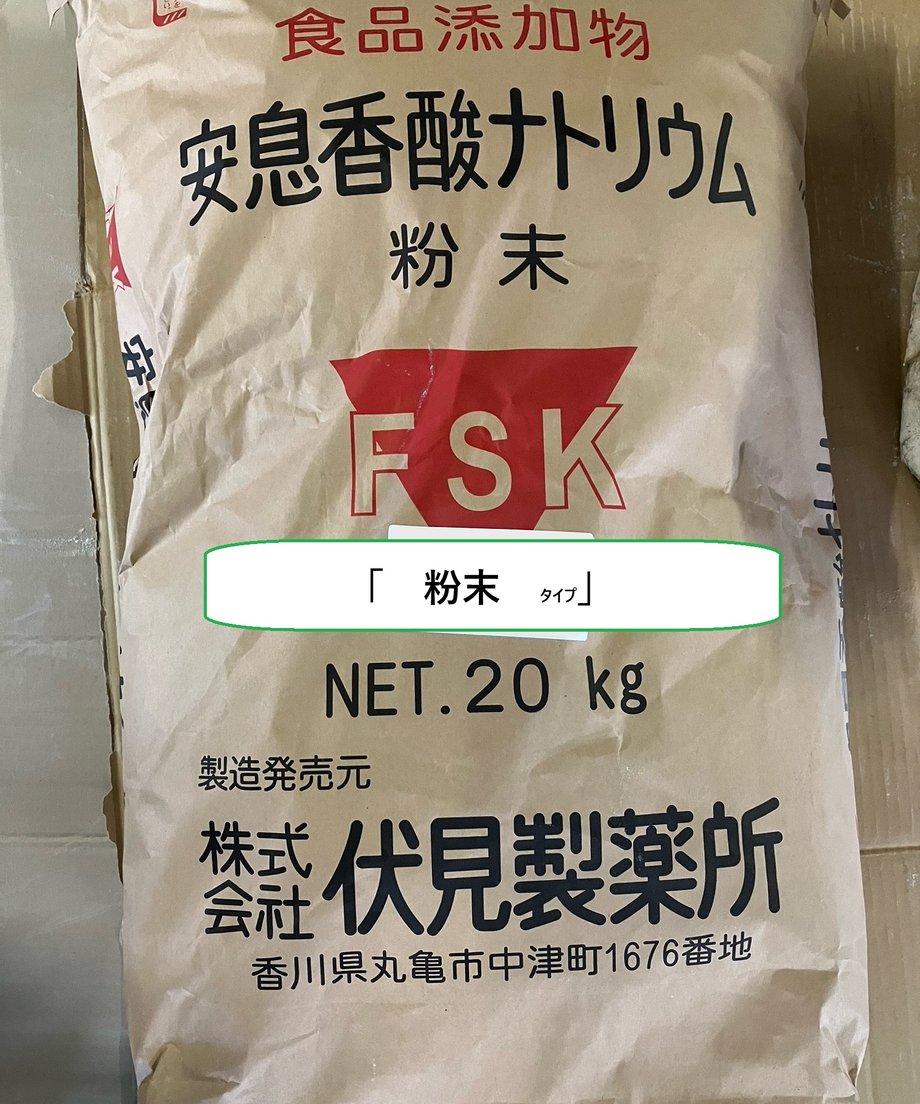 食品添加物
安息香酸ナトリウム
粉末
FSK
「 粉末 タイプ」
NET. 20 kg
製造発売元
株式会社 伏見製薬所
香川県丸亀市中津町1676番地